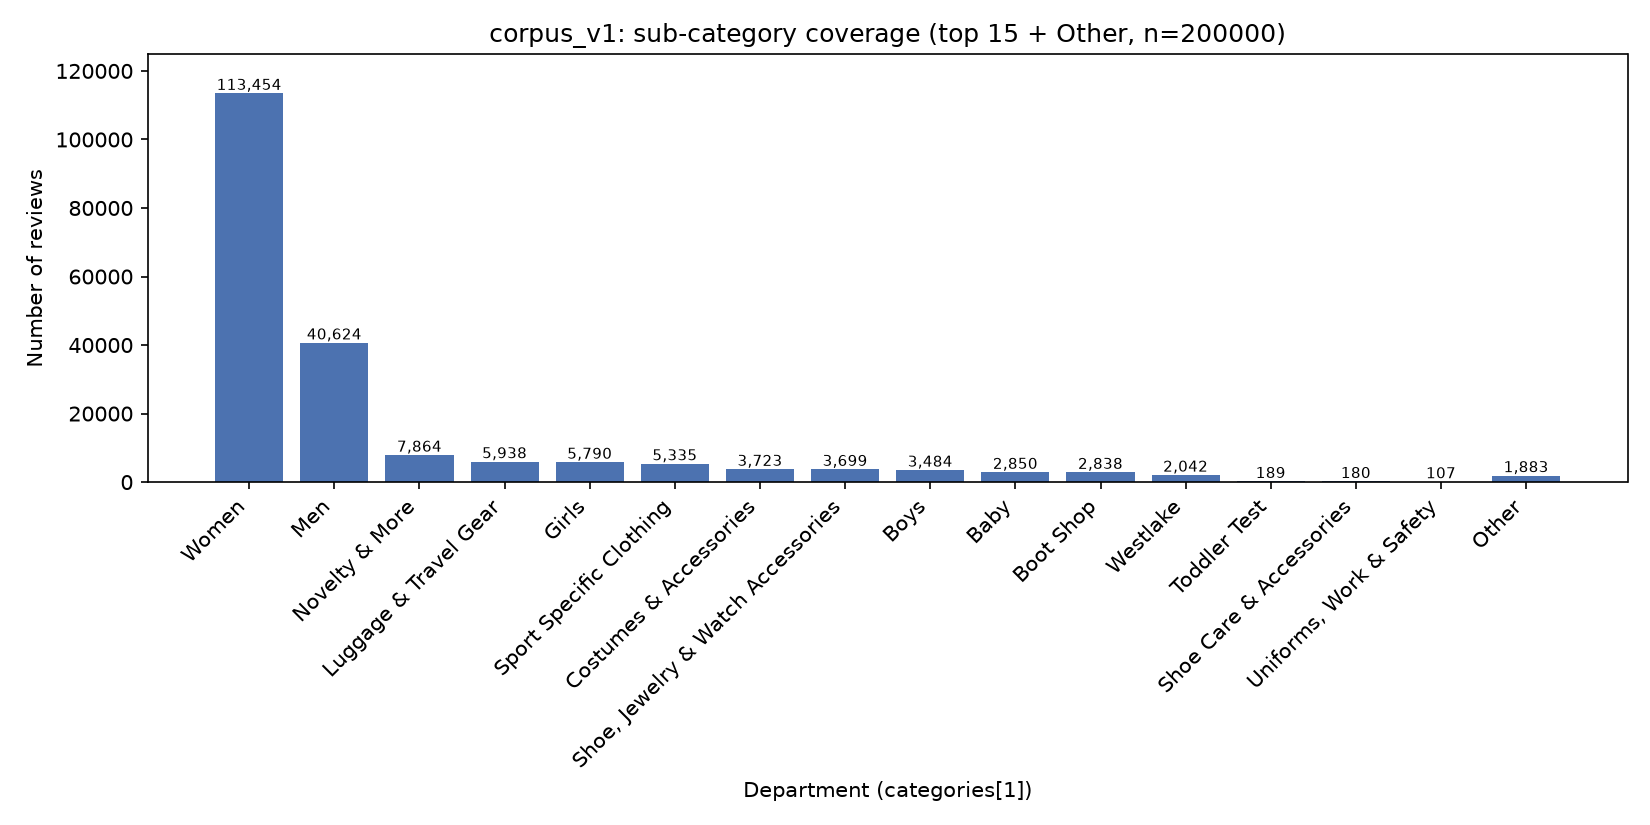 corpus_v1: sub-category coverage (top 15 + Other, n=200000)
Number of reviews
120000
100000
80000
60000
40000
20000
0
113,454
40,624
7,864
5,938
5,790
5,335
3,723
3,699
3,484
2,850
2,838
2,042
189
180
107
1,883
Women
Men
Novelty & More
Luggage & Travel Gear
Girls
Sport Specific Clothing
Costumes & Accessories
Shoe, Jewelry & Watch Accessories
Boys
Baby
Boot Shop
Westlake
Toddler Test
Shoe Care & Accessories
Uniforms, Work & Safety
Other
Department (categories[1])